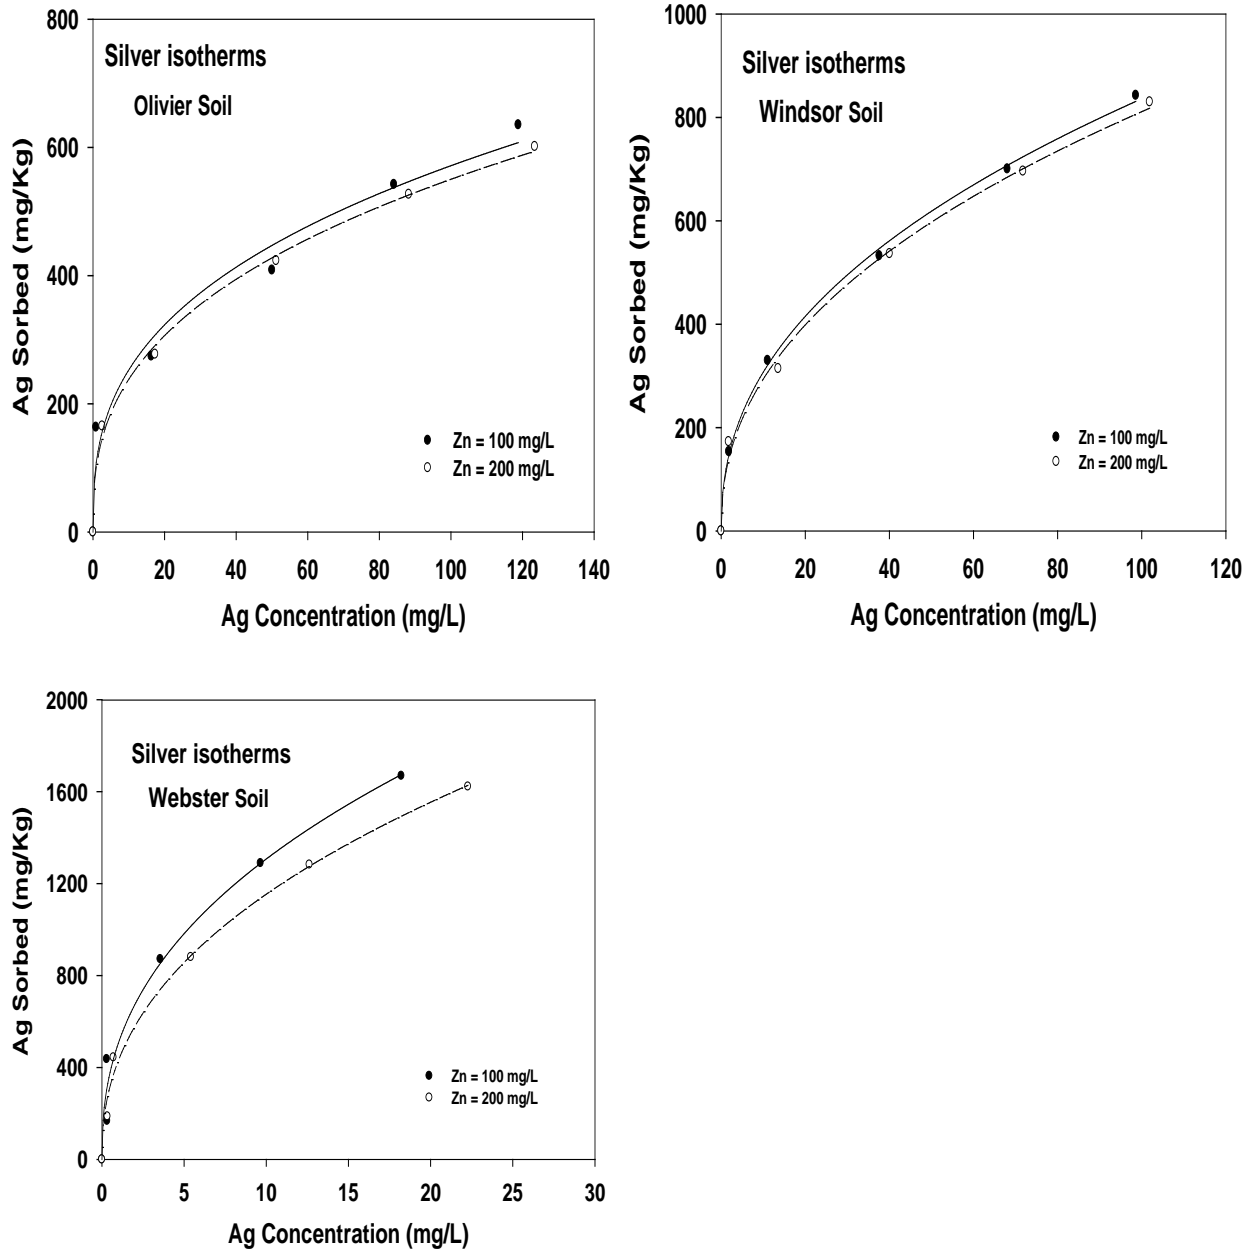 800
600
400
200
0
Ag Sorbed (mg/Kg)
Silver isotherms
Olivier Soil
Zn = 100 mg/L
Zn = 200 mg/L
0 20 40 60 80 100 120 140
Ag Concentration (mg/L)
1000
800
600
400
200
0
Ag Sorbed (mg/Kg)
Silver isotherms
Windsor Soil
Zn = 100 mg/L
Zn = 200 mg/L
0 20 40 60 80 100 120
Ag Concentration (mg/L)
2000
1600
1200
800
400
0
Ag Sorbed (mg/Kg)
Silver isotherms
Webster Soil
Zn = 100 mg/L
Zn = 200 mg/L
0 5 10 15 20 25 30
Ag Concentration (mg/L)